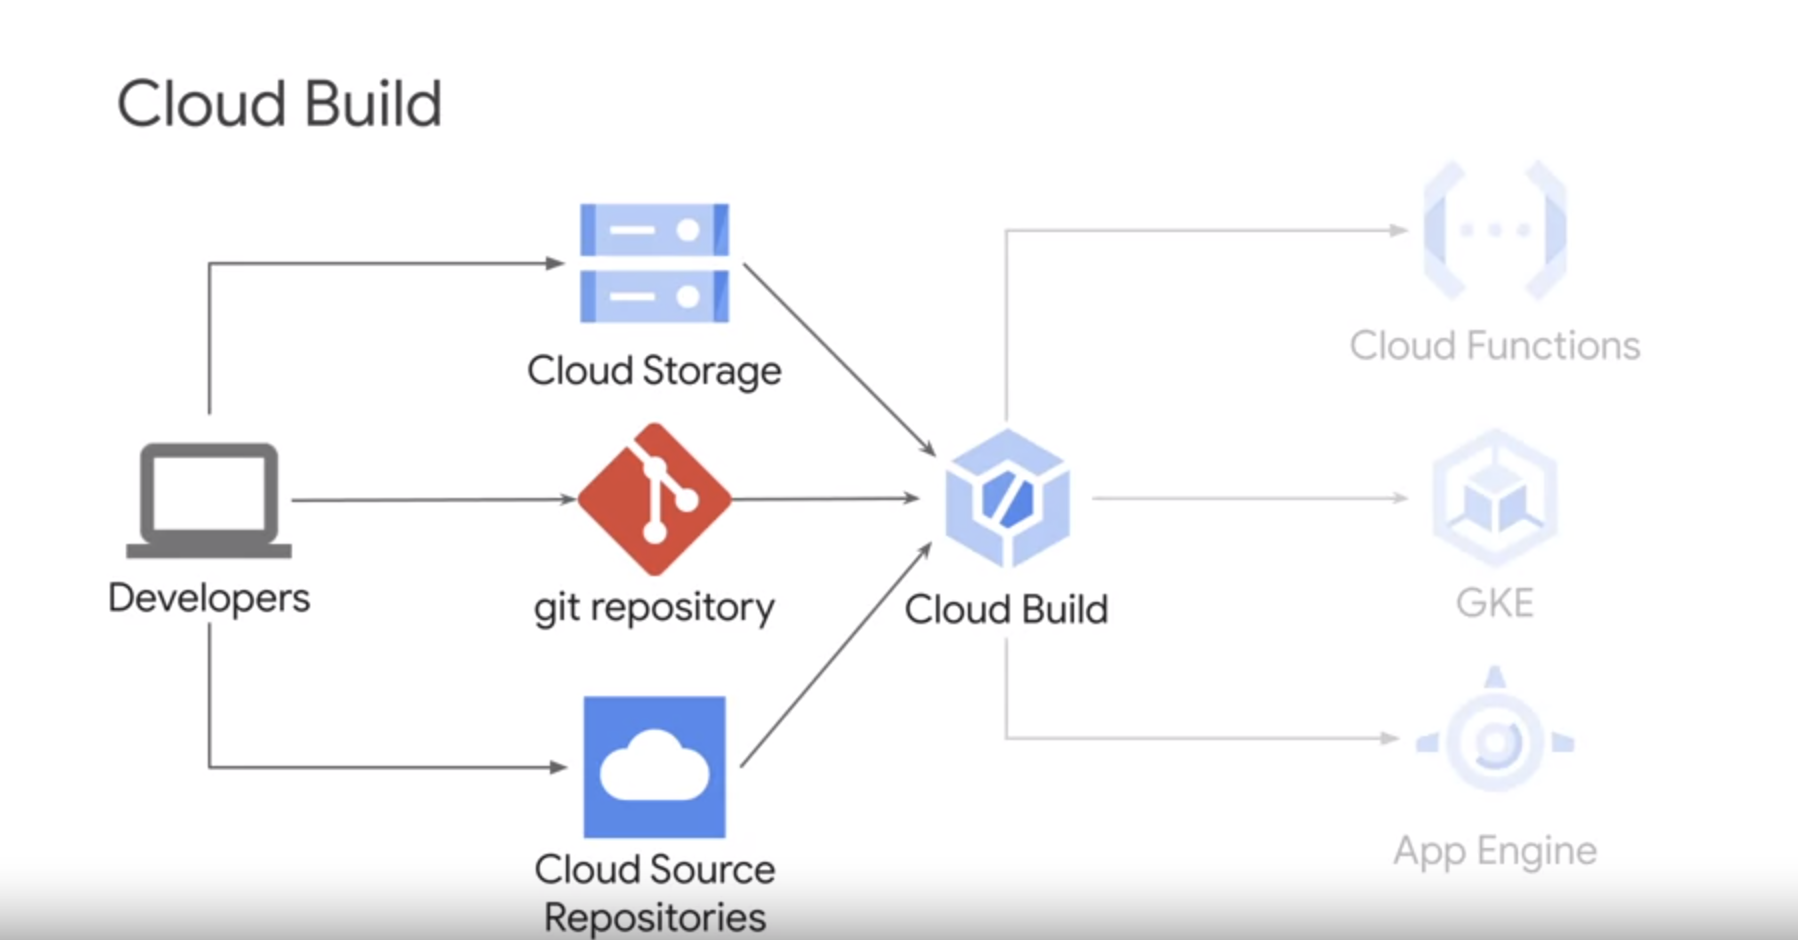 Cloud Build
Cloud Storage
Cloud Functions
Developers
git repository
Cloud Build
GKE
Cloud Source
Repositories
App Engine